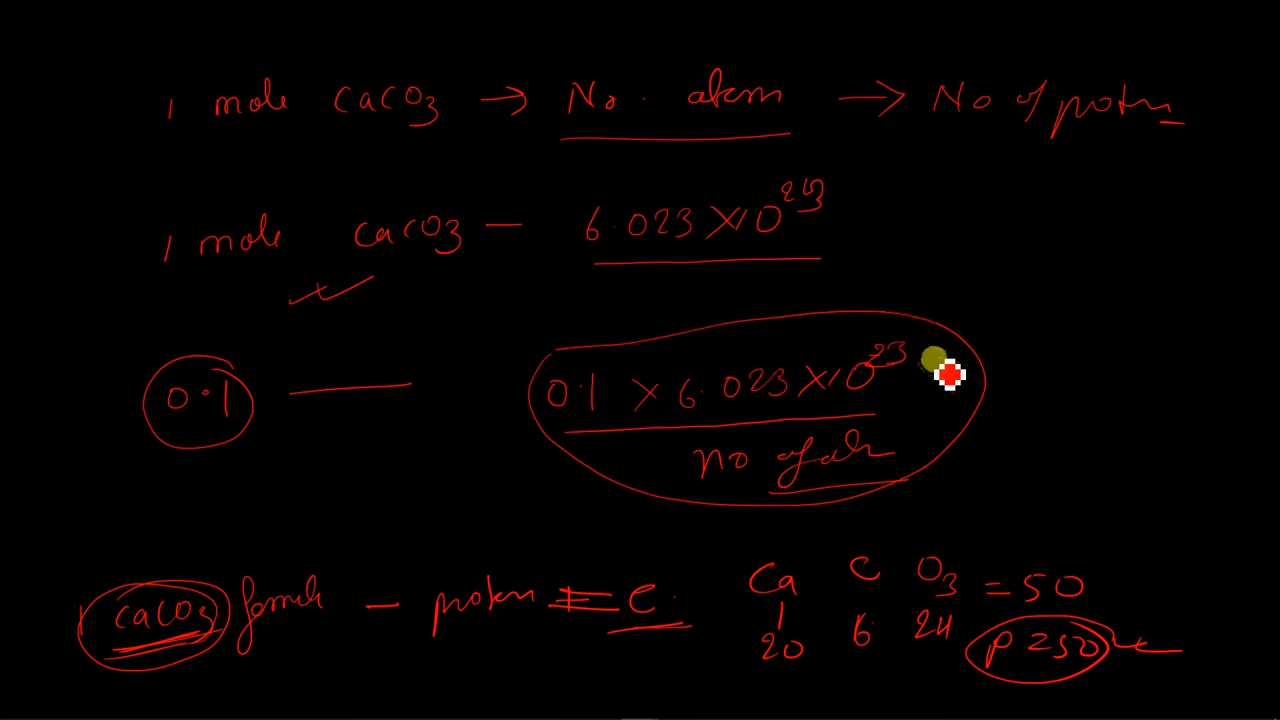 1 mole CaCO3 → No. atom → No of proton
1 mole CaCO3 — 6.023 X 10^23
0.1 — 0.1 X 6.023 X 10^23
no of
1 CaCO3 formula — proton = e. Ca C O3 = 50
20 6 24 P = 50